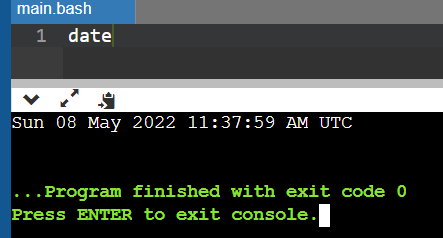 main.bash
1 date
Sun 08 May 2022 11:37:59 AM UTC
...Program finished with exit code 0
Press ENTER to exit console.